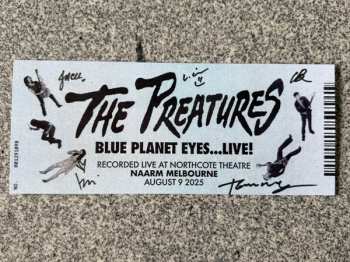 THE PREATURES
BLUE PLANET EYES...LIVE!
RECORDED LIVE AT NORTHCOTE THEATRE
NAARM MELBOURNE
AUGUST 9 2025